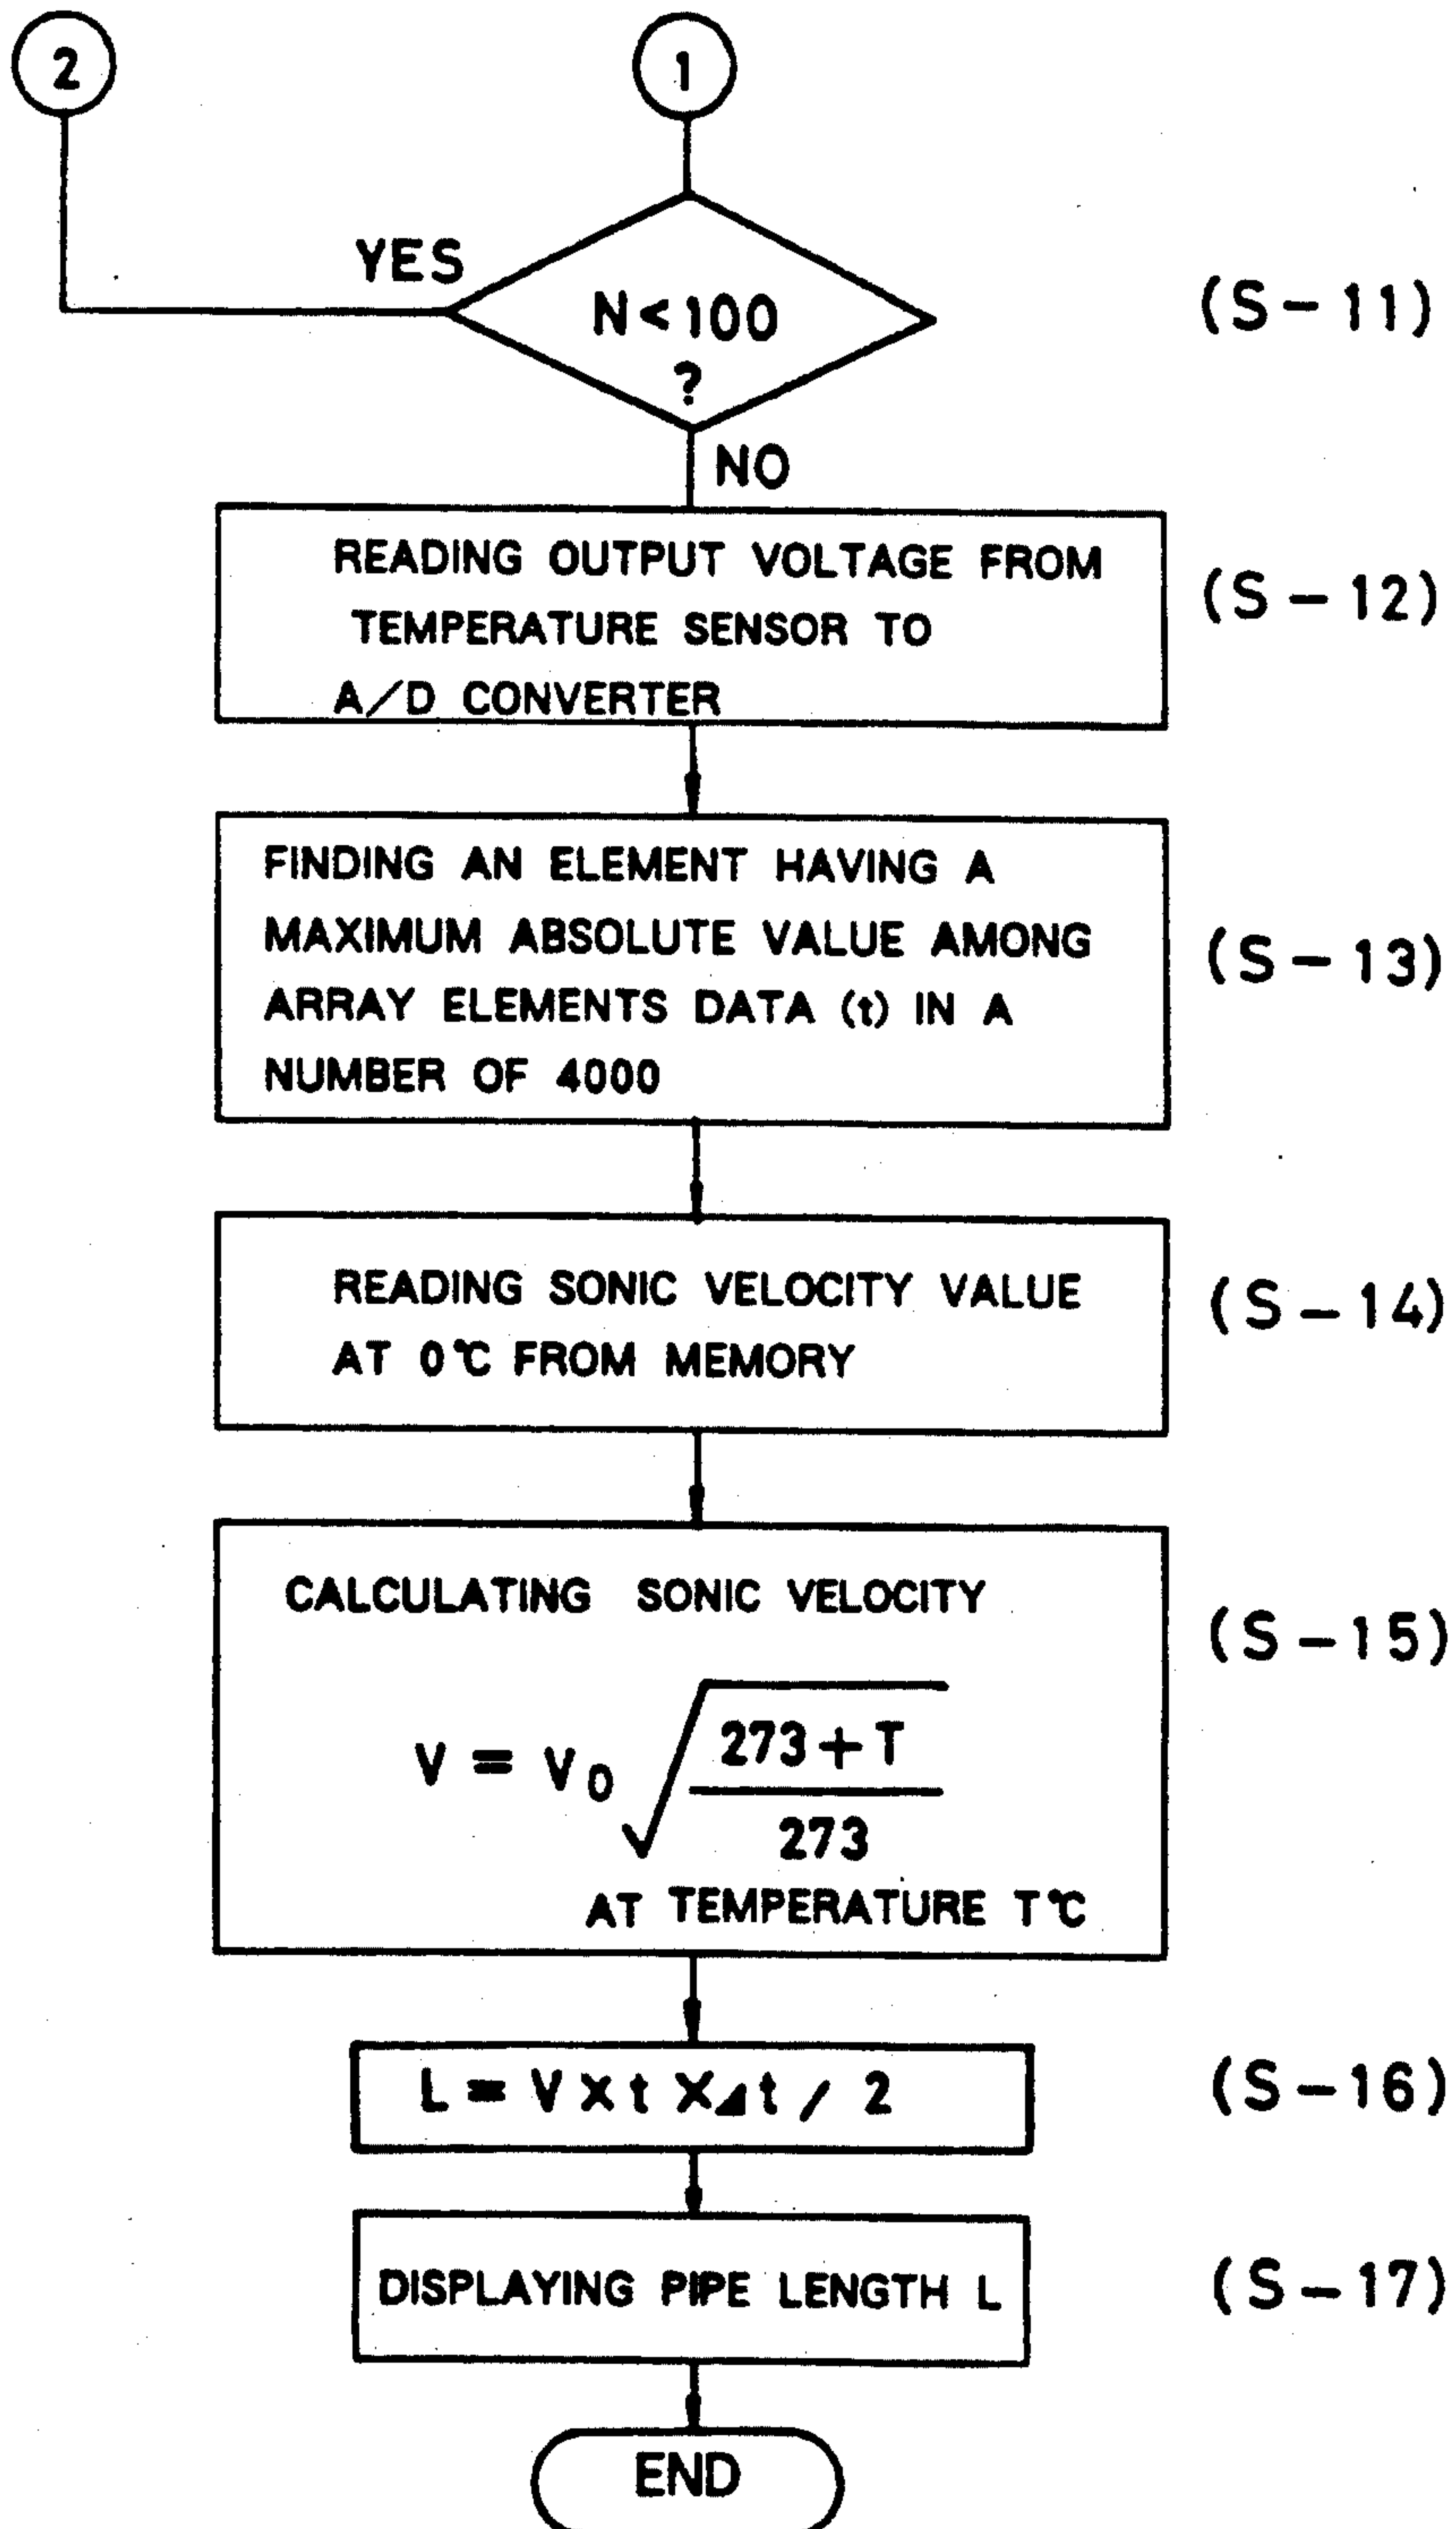 2
1
YES
N<100
?
(S-11)
NO
READING OUTPUT VOLTAGE FROM
TEMPERATURE SENSOR TO
A/D CONVERTER
(S-12)
FINDING AN ELEMENT HAVING A
MAXIMUM ABSOLUTE VALUE AMONG
ARRAY ELEMENTS DATA (t) IN A
NUMBER OF 4000
(S-13)
READING SONIC VELOCITY VALUE
AT 0℃ FROM MEMORY
(S-14)
CALCULATING SONIC VELOCITY
V = V₀ √((273+T)/273)
AT TEMPERATURE T℃
(S-15)
L = V × t × ⊿t / 2
(S-16)
DISPLAYING PIPE LENGTH L
(S-17)
END